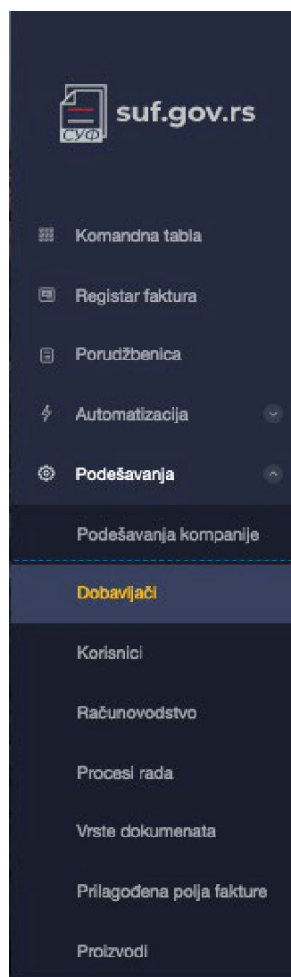 СУФ
suf.gov.rs
Komandna tabla
Registar faktura
Porudžbenica
Automatizacija
Podešavanja
Podešavanja kompanije
Dobavljači
Korisnici
Računovodstvo
Procesi rada
Vrste dokumenata
Prilagođena polja fakture
Proizvodi